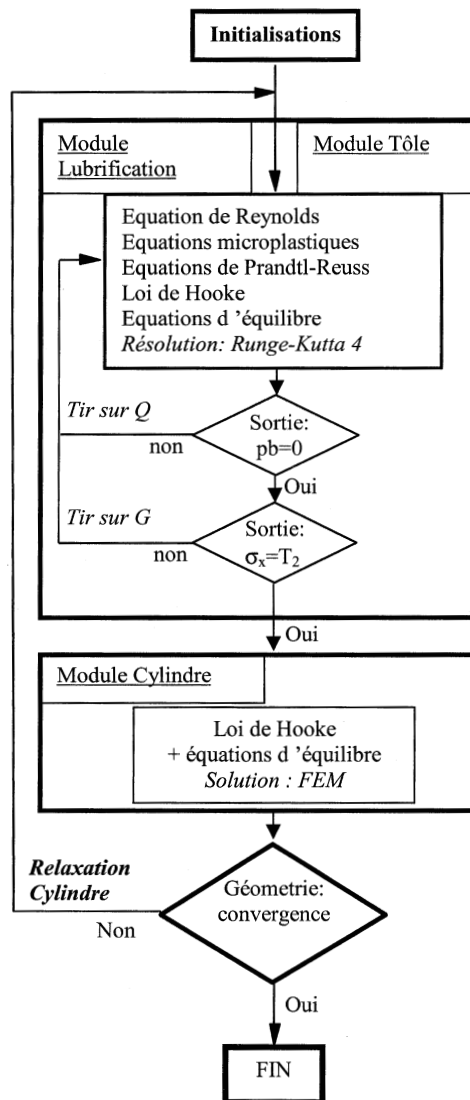 Initialisations
Module
Lubrification
Module Tôle
Equation de Reynolds
Equations microplastiques
Equations de Prandtl-Reuss
Loi de Hooke
Equations d ’équilibre
Résolution: Runge-Kutta 4
Tir sur Q
non
Sortie:
pb=0
Oui
Tir sur G
non
Sortie:
σx=T2
Oui
Module Cylindre
Loi de Hooke
+ équations d ’équilibre
Solution : FEM
Relaxation
Cylindre
Non
Géometrie:
convergence
Oui
FIN